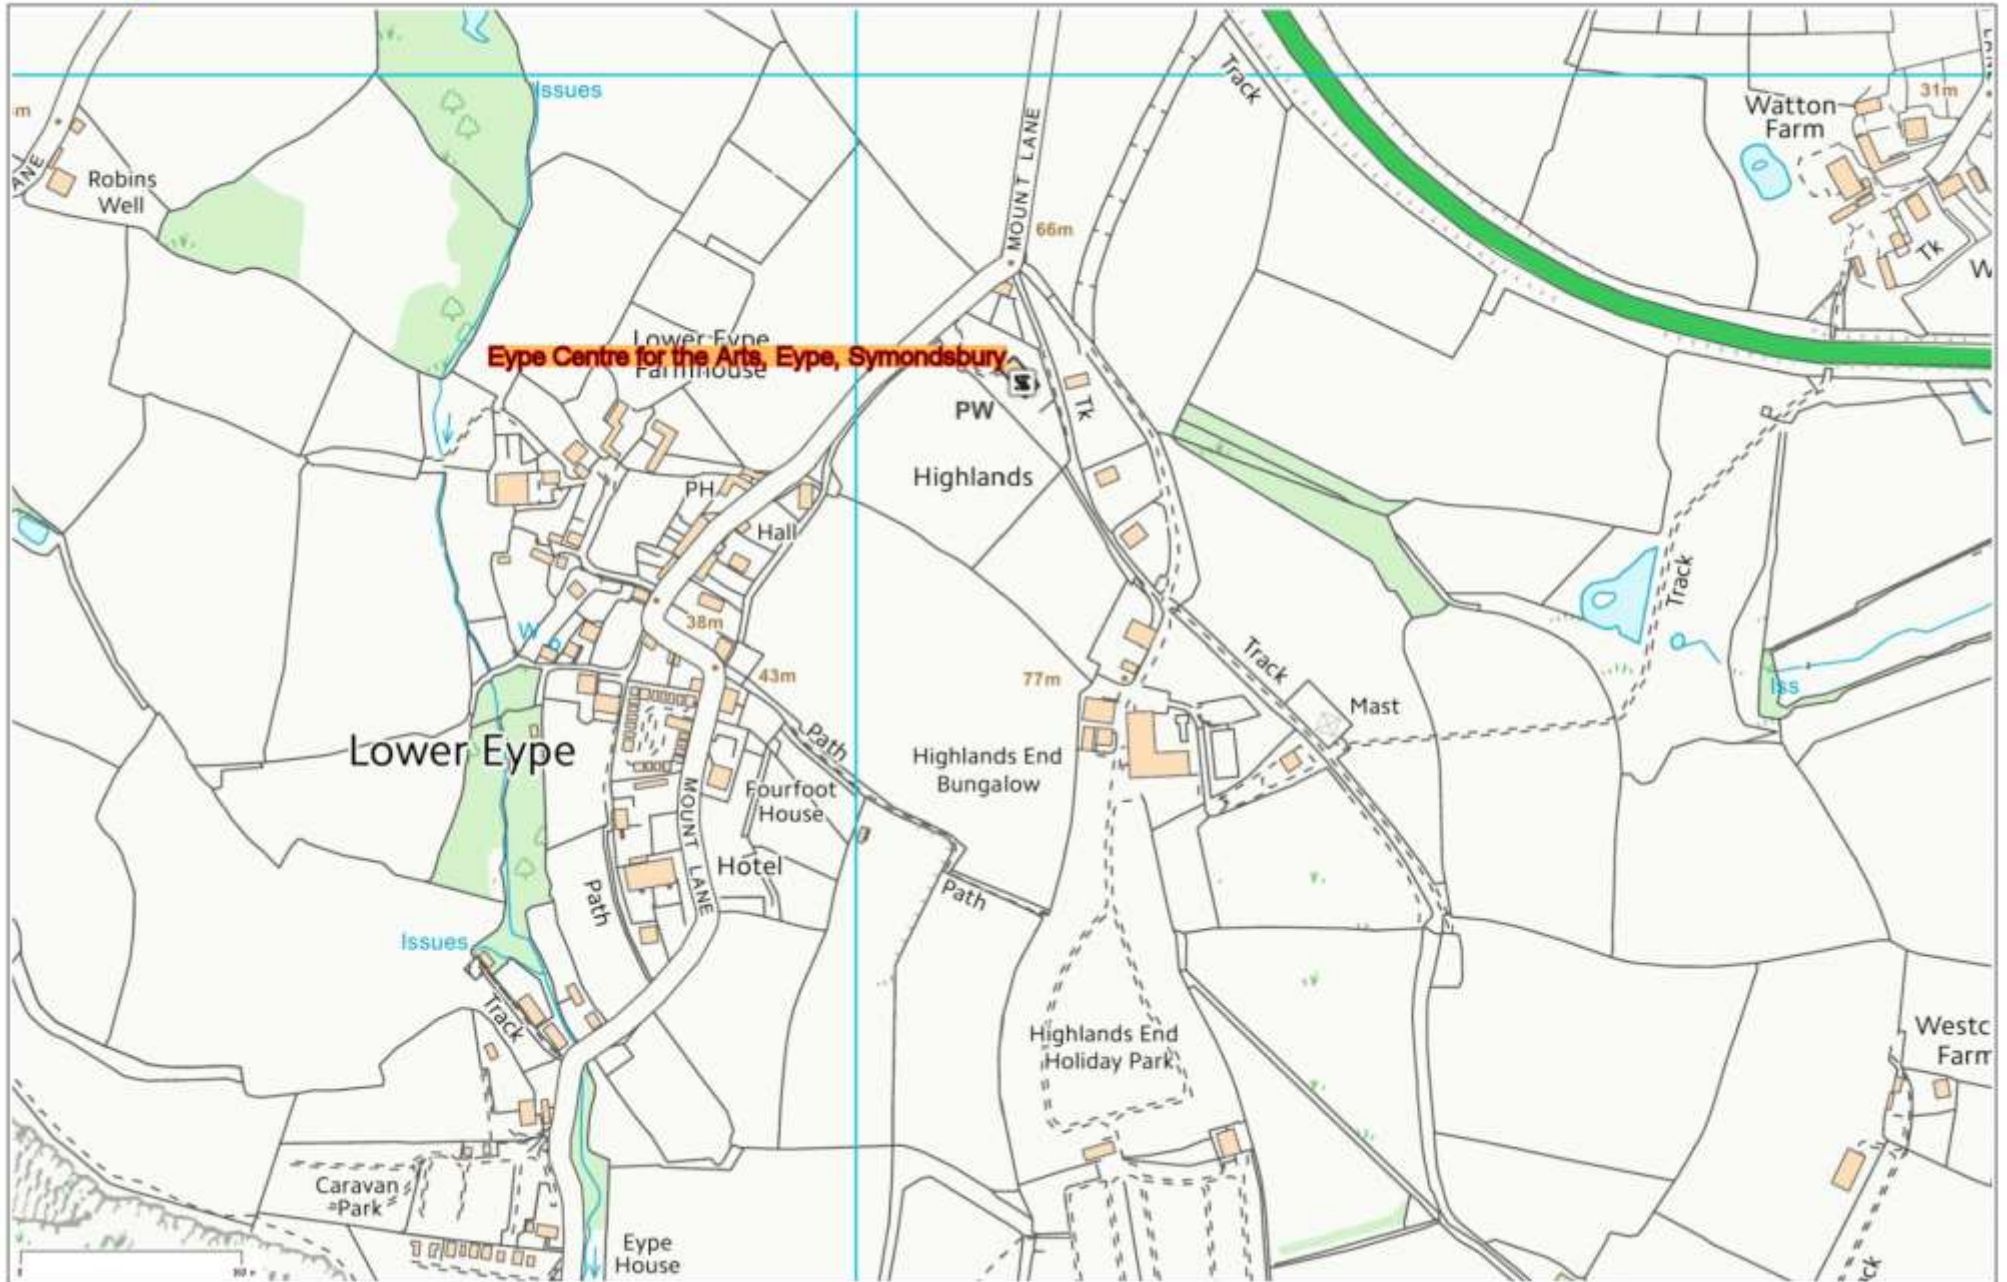 Issues
Track
MOUNT LANE
31m
Watton
Farm
Robins
Well
ANE
66m
Tk
Lower Eype
Farmhouse
Eype Centre for the Arts, Eype, Symondsbury
PW
Tk
Highlands
PH
Hall
W
38m
43m
77m
Track
Track
Iss
Mast
Lower Eype
Path
Highlands End
Bungalow
Fourfoot
House
MOUNT LANE
Hotel
Path
Path
Issues
Track
Highlands End
Holiday Park
Westc
Farm
Caravan
Park
Eype
House
ck